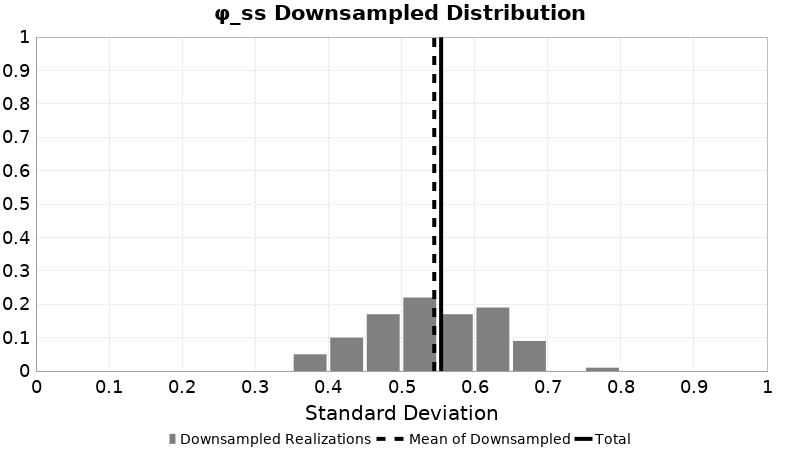 φ_ss Downsampled Distribution
1
0.9
0.8
0.7
0.6
0.5
0.4
0.3
0.2
0.1
0
0 0.1 0.2 0.3 0.4 0.5 0.6 0.7 0.8 0.9 1
Standard Deviation
Downsampled Realizations Mean of Downsampled Total